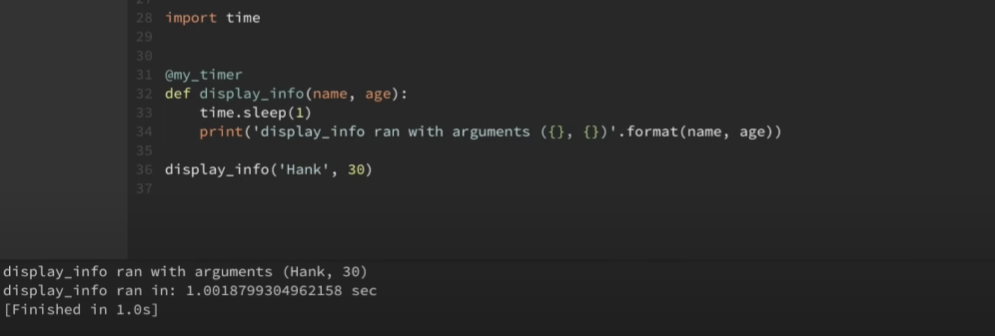 28 import time
29
30
31 @my_timer
32 def display_info(name, age):
33     time.sleep(1)
34     print('display_info ran with arguments ({}, {})'.format(name, age))
35
36 display_info('Hank', 30)
37
display_info ran with arguments (Hank, 30)
display_info ran in: 1.0018799304962158 sec
[Finished in 1.0s]